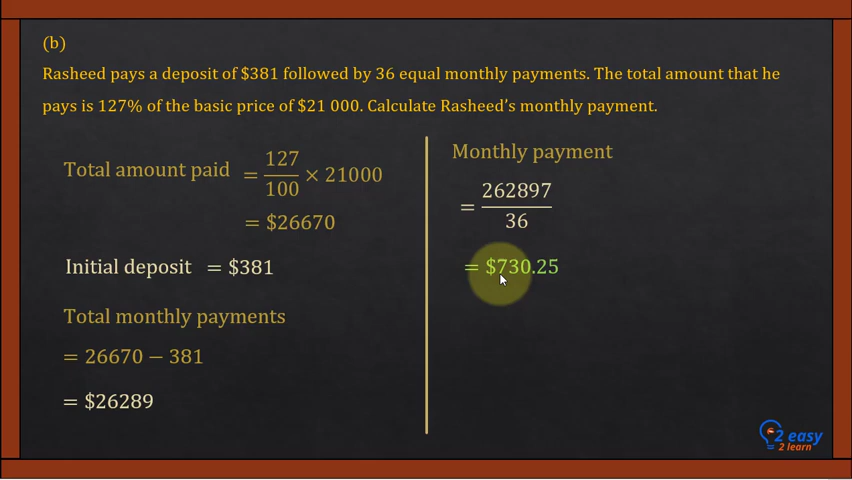 (b)
Rasheed pays a deposit of $381 followed by 36 equal monthly payments. The total amount that he
pays is 127% of the basic price of $21 000. Calculate Rasheed's monthly payment.
Total amount paid = 127/100 × 21000
= $26670
Initial deposit = $381
Total monthly payments
= 26670 − 381
= $26289
Monthly payment
= 262897/36
= $730.25
2 easy
2 learn